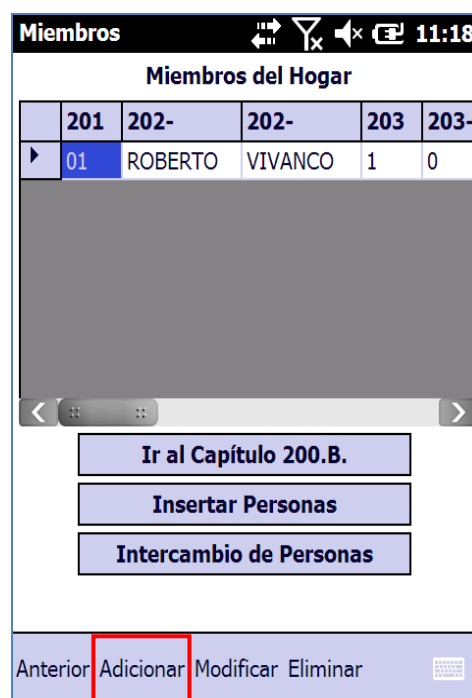 Miembros 11:18
Miembros del Hogar
201 202- 202- 203 203-
01 ROBERTO VIVANCO 1 0
Ir al Capítulo 200.B.
Insertar Personas
Intercambio de Personas
Anterior Adicionar Modificar Eliminar